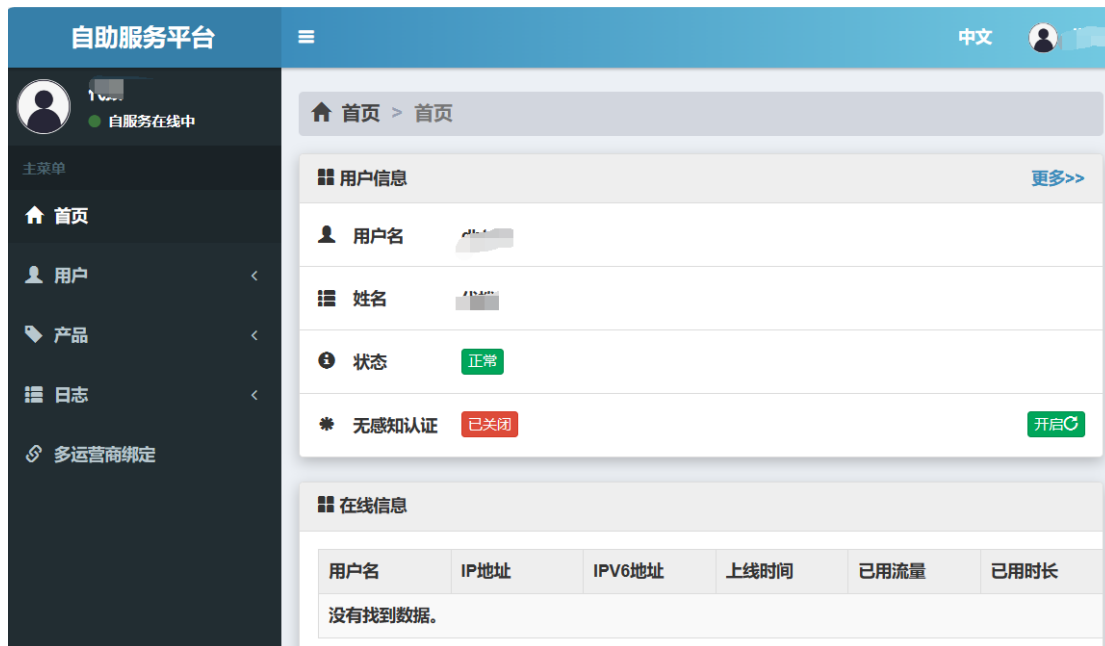 自助服务平台
中文
自服务在线中
主菜单
首页
用户
产品
日志
多运营商绑定
首页 > 首页
用户信息
更多>>
用户名
姓名
状态 正常
无感知认证 已关闭 开启
在线信息
用户名 IP地址 IPV6地址 上线时间 已用流量 已用时长
没有找到数据。